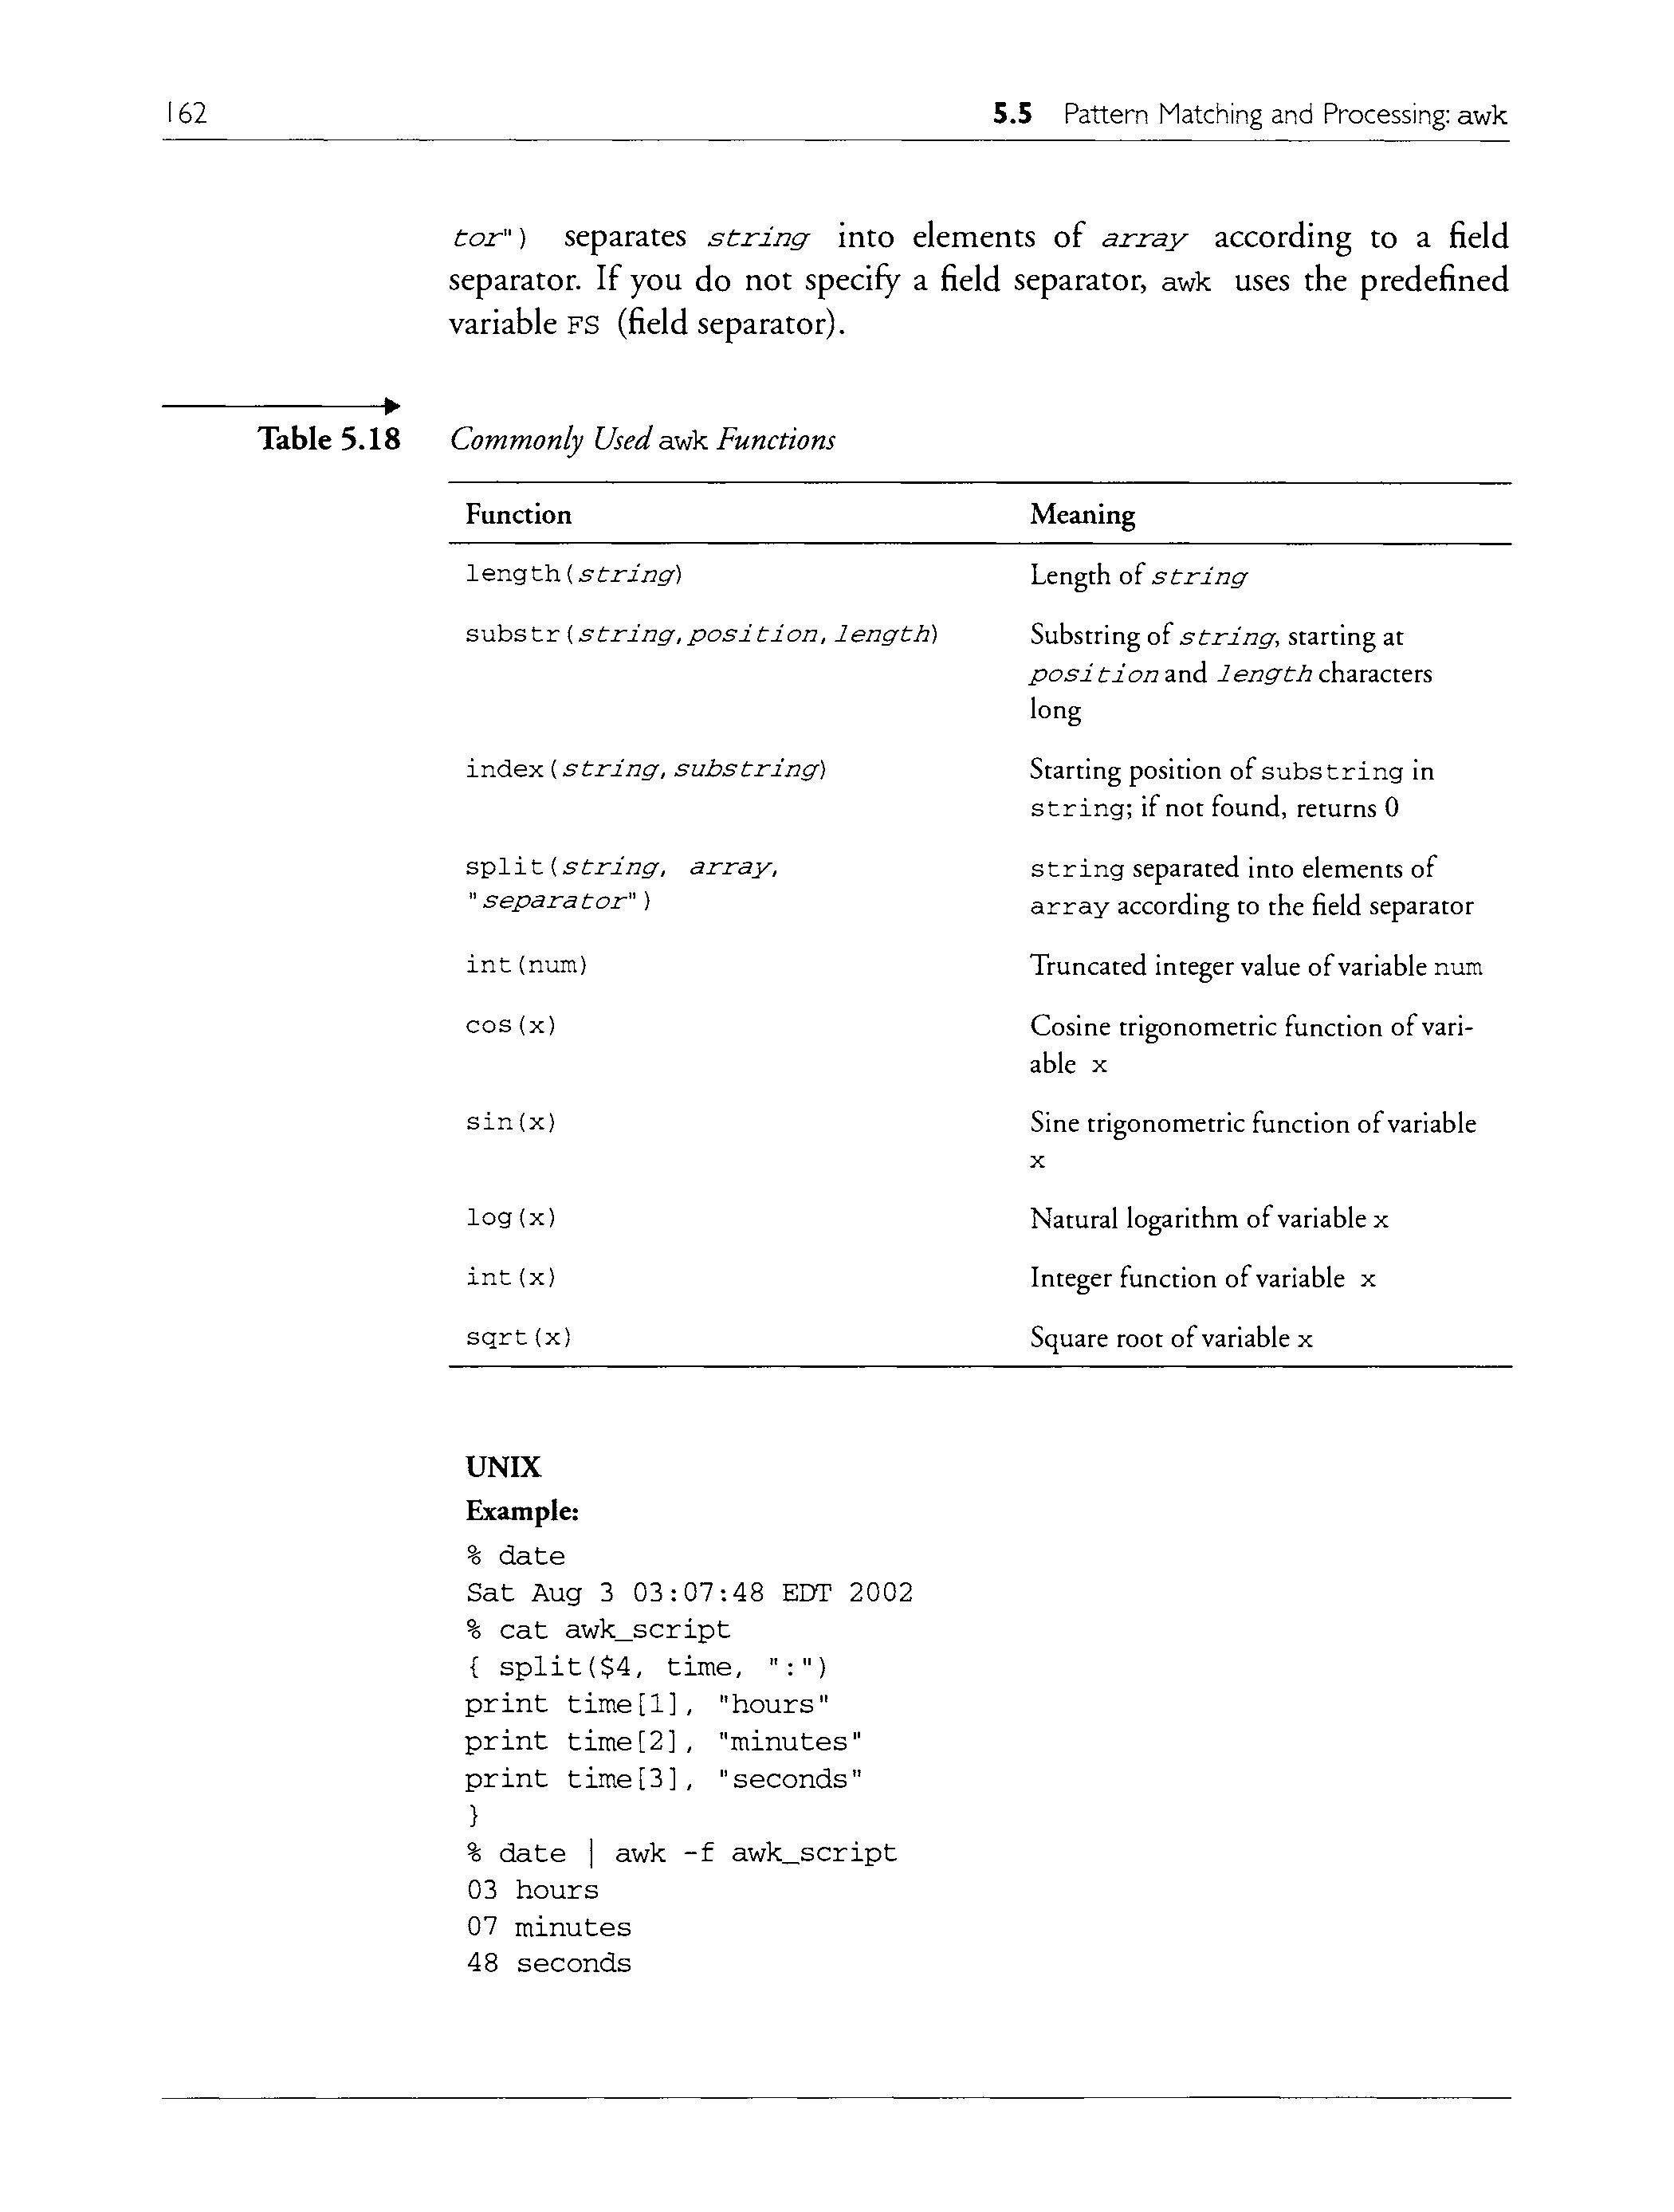 162 5.5 Pattern Matching and Processing: awk
tor") separates string into elements of array according to a field
separator. If you do not specify a field separator, awk uses the predefined
variable FS (field separator).
Table 5.18 Commonly Used awk Functions
Function Meaning
length(string) Length of string
substr(string,position,length) Substring of string, starting at
position and length characters
long
index(string,substring) Starting position of substring in
string; if not found, returns 0
split(string, array, string separated into elements of
"separator") array according to the field separator
int(num) Truncated integer value of variable num
cos(x) Cosine trigonometric function of vari-
able x
sin(x) Sine trigonometric function of variable
x
log(x) Natural logarithm of variable x
int(x) Integer function of variable x
sqrt(x) Square root of variable x
UNIX
Example:
% date
Sat Aug 3 03:07:48 EDT 2002
% cat awk_script
{ split($4, time, ":")
print time[1], "hours"
print time[2], "minutes"
print time[3], "seconds"
}
% date | awk -f awk_script
03 hours
07 minutes
48 seconds